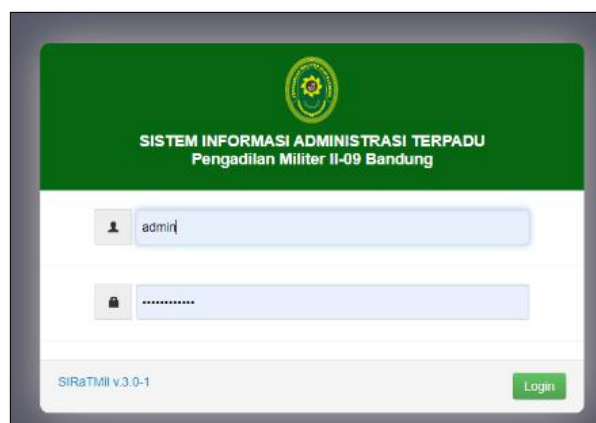 SISTEM INFORMASI ADMINISTRASI TERPADU
Pengadilan Militer II-09 Bandung
admin
••••••••••••
SIRaTMil v.3.0-1
Login